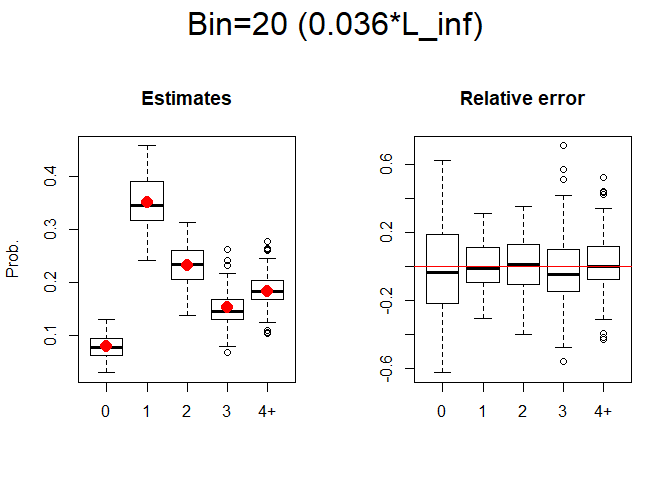 Bin=20 (0.036*L_inf)
Estimates
Prob.
0.4
0.3
0.2
0.1
0 1 2 3 4+
Relative error
0.6
0.2
-0.2
-0.6
0 1 2 3 4+